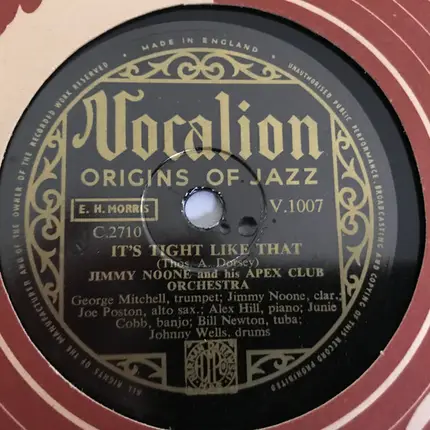 MADE IN ENGLAND
AND OF THE OWNER OF THE RECORDED WORK RESERVED
UNAUTHORISED PUBLIC PERFORMANCE, BROADCASTING AND COPYING OF THIS RECORD PROHIBITED
ALL RIGHTS OF THE MANUFACTURER
Vocalion
ORIGINS OF JAZZ
E. H. MORRIS
V.1007
C.2710
IT'S TIGHT LIKE THAT
(Thos. A. Dorsey)
JIMMY NOONE and his APEX CLUB
ORCHESTRA
George Mitchell, trumpet; Jimmy Noone, clar.;
Joe Poston, alto sax.; Alex Hill, piano; Junie
Cobb, banjo; Bill Newton, tuba;
Johnny Wells, drums